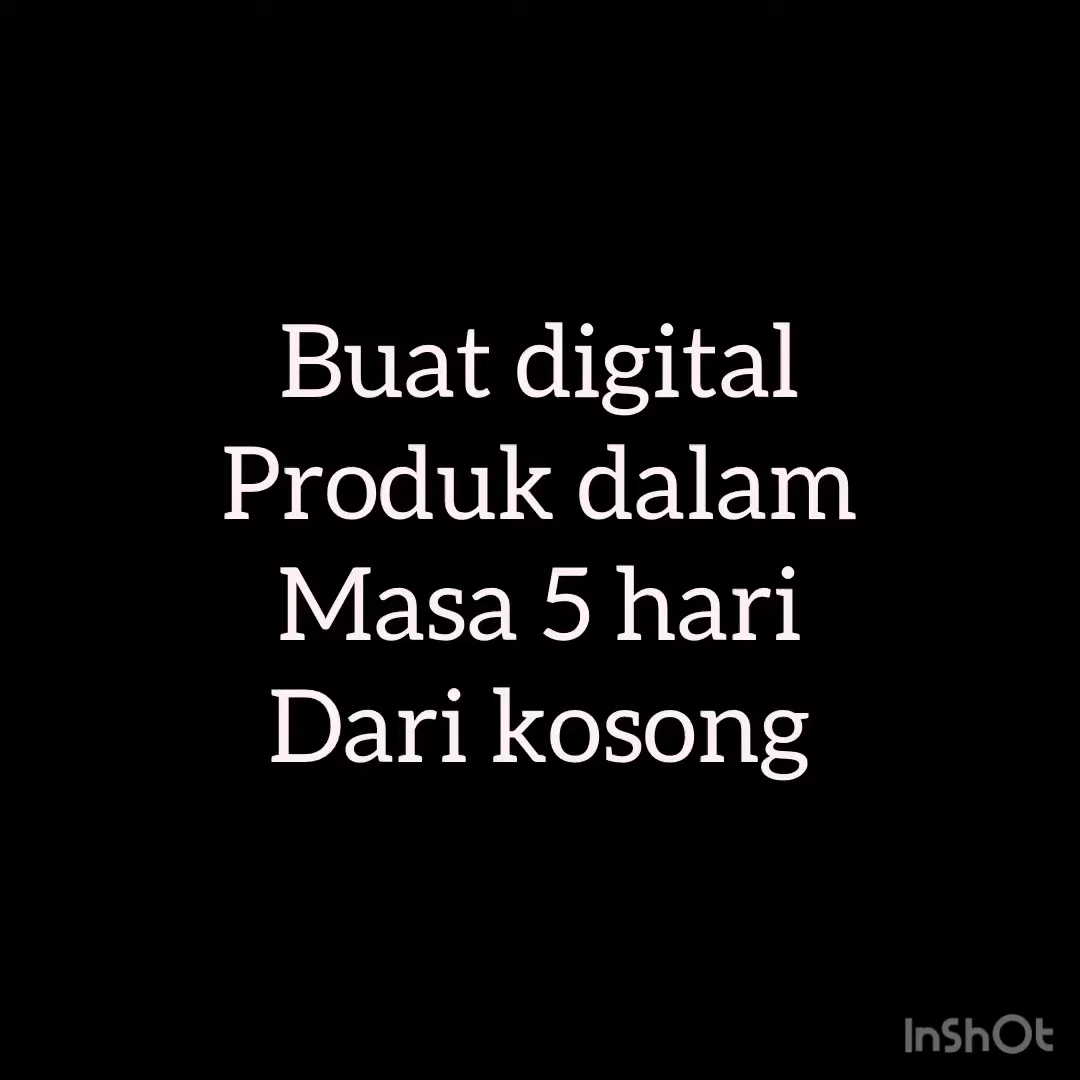 Buat digital
Produk dalam
Masa 5 hari
Dari kosong
InShOt